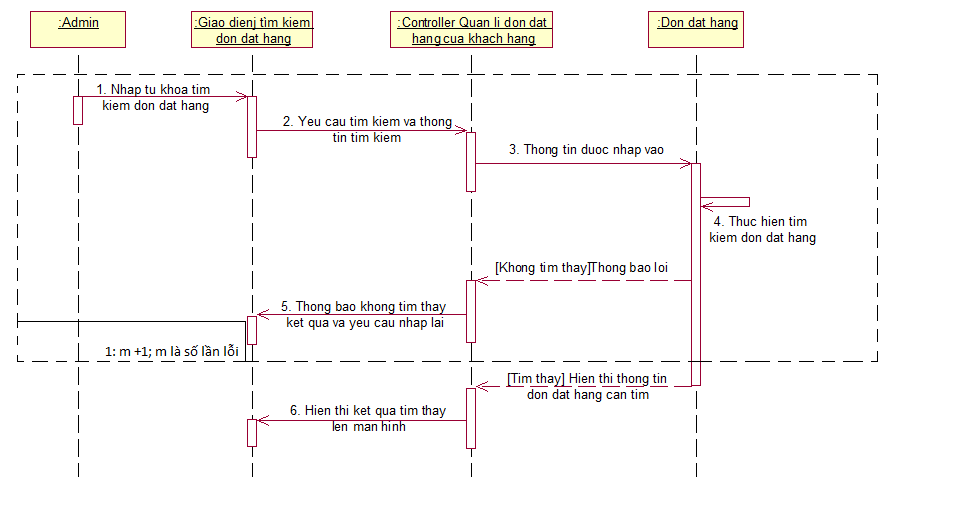 :Admin
:Giao dienj tìm kiem
don dat hang
:Controller Quan li don dat
hang cua khach hang
:Don dat hang
1. Nhap tu khoa tim
kiem don dat hang
2. Yeu cau tim kiem va thong
tin tim kiem
3. Thong tin duoc nhap vao
4. Thuc hien tim
kiem don dat hang
[Khong tim thay]Thong bao loi
5. Thong bao khong tim thay
ket qua va yeu cau nhap lai
1: m +1; m là số lần lỗi
[Tim thay] Hien thi thong tin
don dat hang can tim
6. Hien thi ket qua tim thay
len man hinh